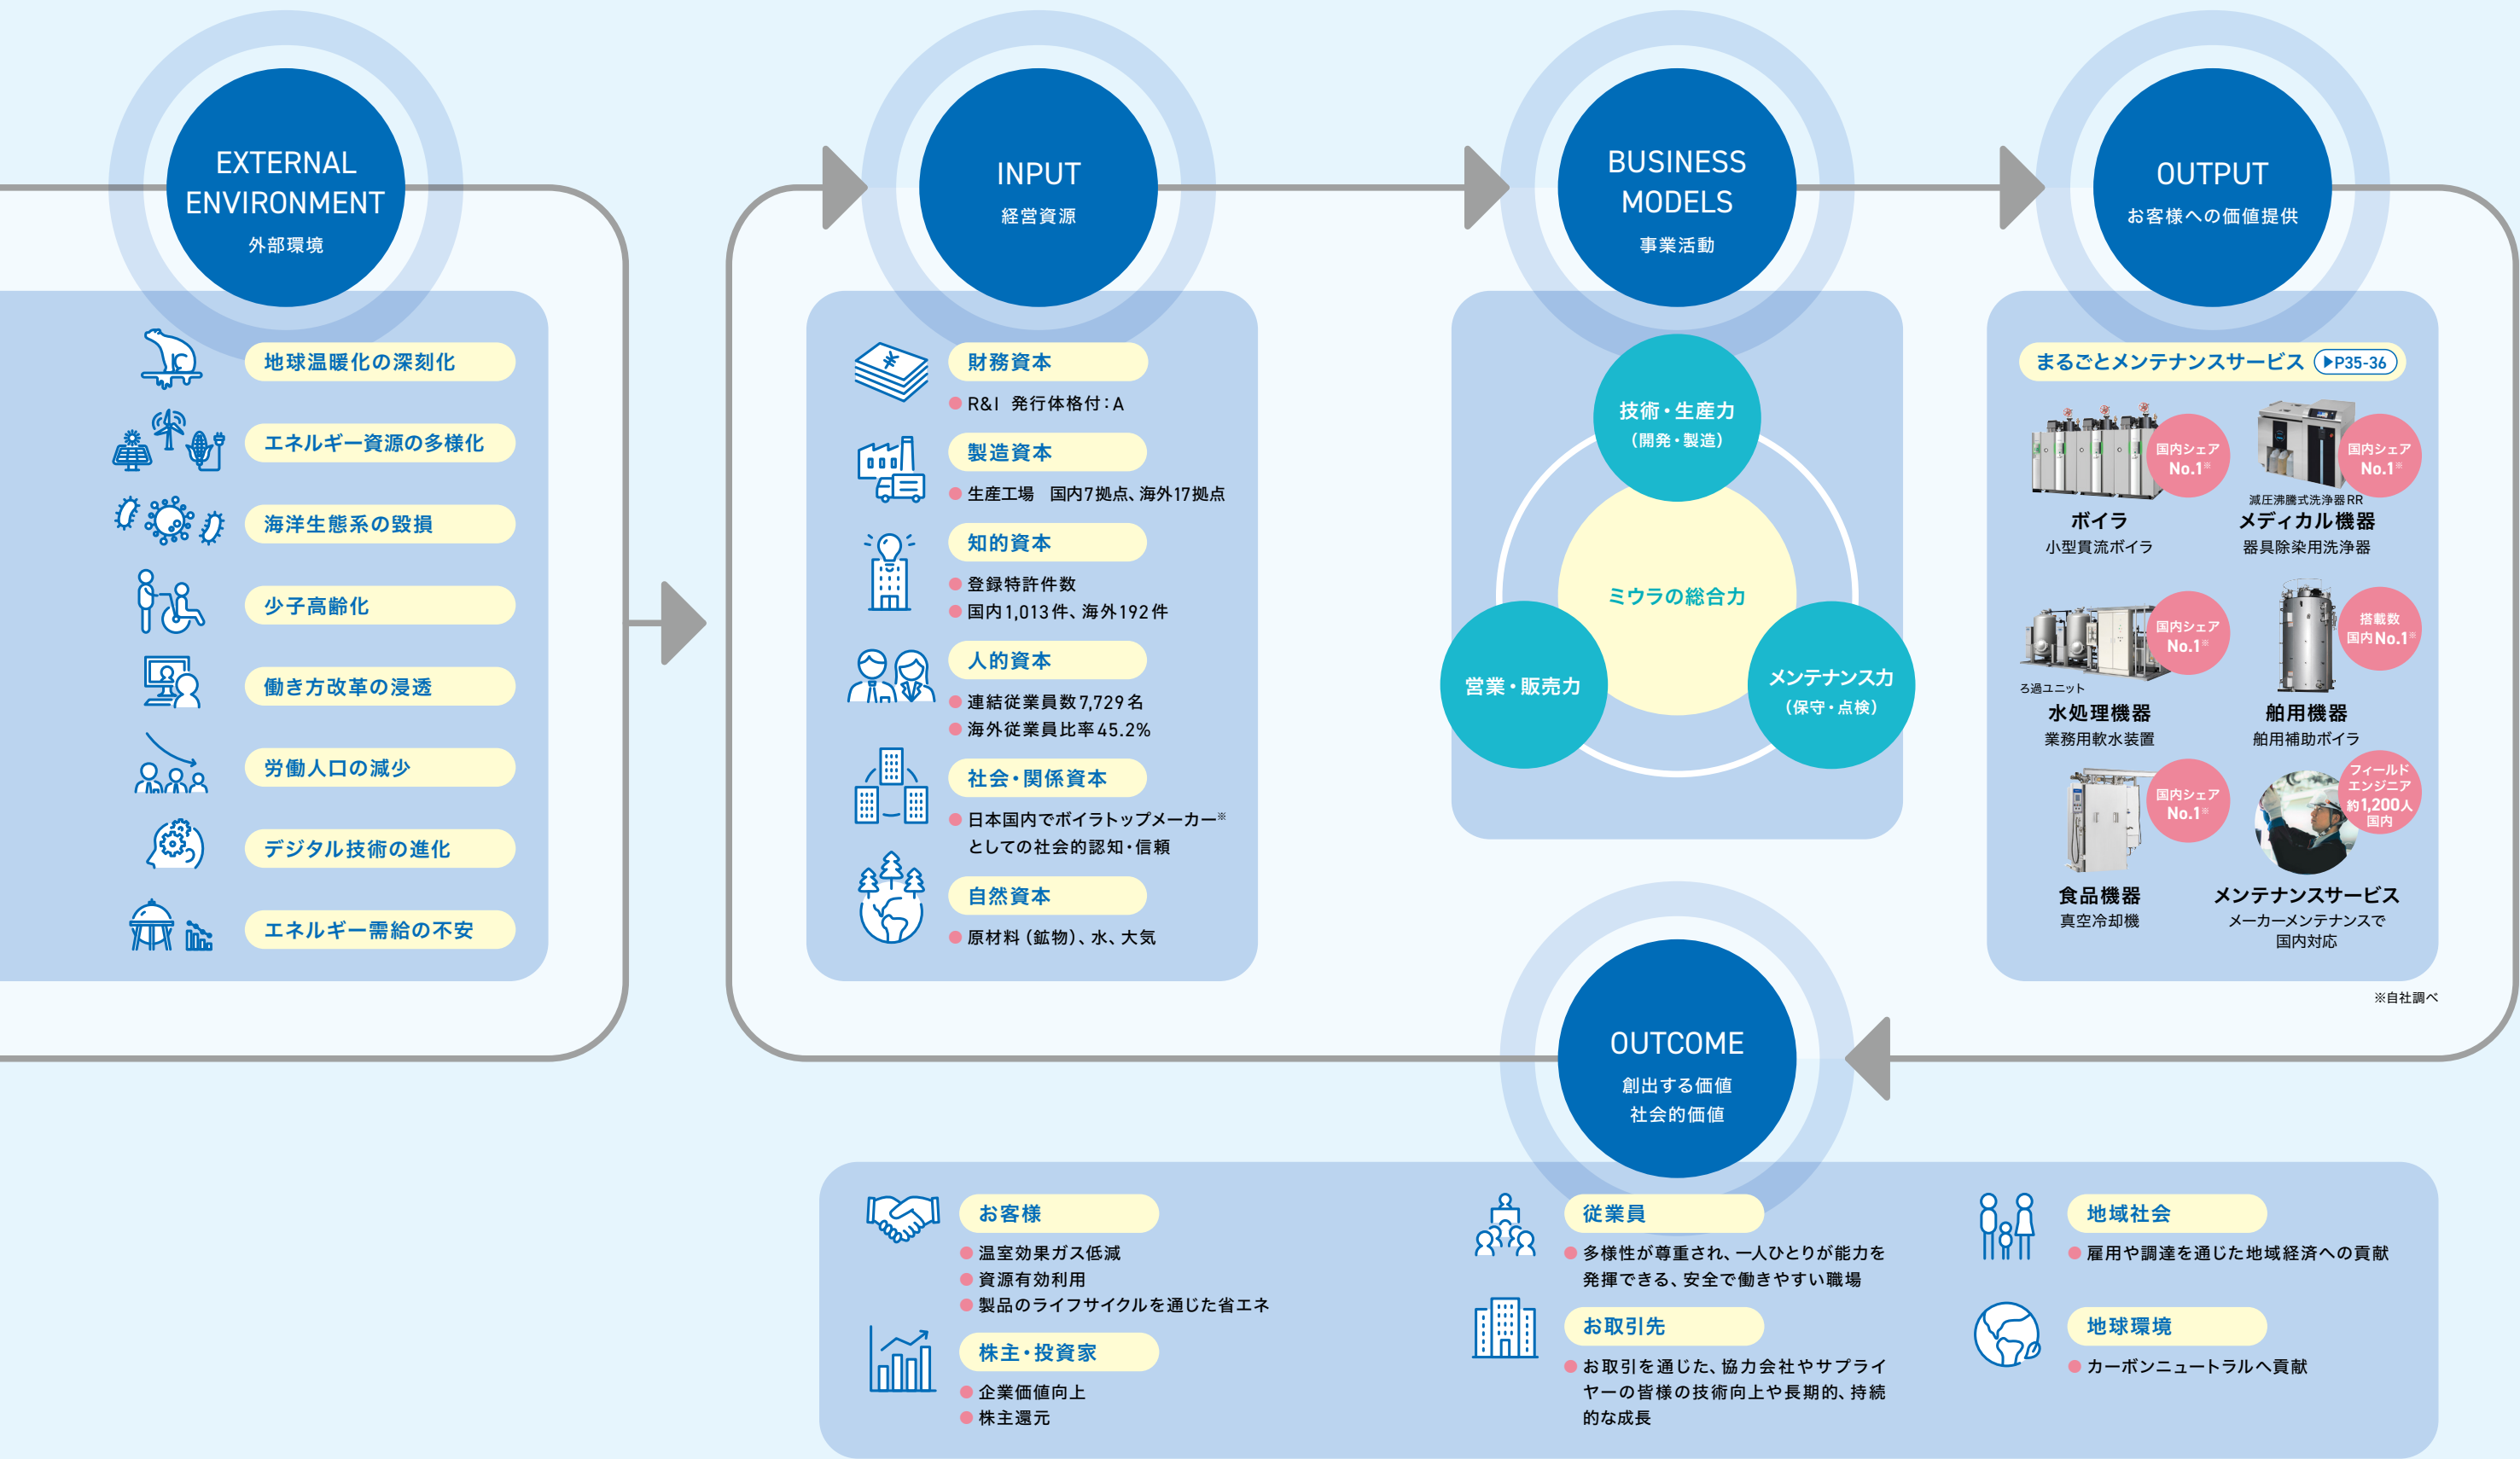 EXTERNAL
ENVIRONMENT
外部環境
地球温暖化の深刻化
エネルギー資源の多様化
海洋生態系の毀損
少子高齢化
働き方改革の浸透
労働人口の減少
デジタル技術の進化
エネルギー需給の不安
INPUT
経営資源
財務資本
● R&I 発行体格付：A
製造資本
● 生産工場 国内7拠点、海外17拠点
知的資本
● 登録特許件数
● 国内1,013件、海外192件
人的資本
● 連結従業員数7,729名
● 海外従業員比率45.2%
社会・関係資本
● 日本国内でボイラトップメーカー※
としての社会的認知・信頼
自然資本
● 原材料（鉱物）、水、大気
BUSINESS
MODELS
事業活動
技術・生産力
（開発・製造）
ミウラの総合力
営業・販売力
メンテナンス力
（保守・点検）
OUTPUT
お客様への価値提供
まるごとメンテナンスサービス ▶P35-36
国内シェア
No.1※
ボイラ
小型貫流ボイラ
国内シェア
No.1※
減圧沸騰式洗浄器RR
メディカル機器
器具除染用洗浄器
国内シェア
No.1※
ろ過ユニット
水処理機器
業務用軟水装置
搭載数
国内No.1※
舶用機器
舶用補助ボイラ
国内シェア
No.1※
食品機器
真空冷却機
フィールド
エンジニア
約1,200人
国内
メンテナンスサービス
メーカーメンテナンスで
国内対応
※自社調べ
OUTCOME
創出する価値
社会的価値
お客様
● 温室効果ガス低減
● 資源有効利用
● 製品のライフサイクルを通じた省エネ
株主・投資家
● 企業価値向上
● 株主還元
従業員
● 多様性が尊重され、一人ひとりが能力を
発揮できる、安全で働きやすい職場
お取引先
● お取引を通じた、協力会社やサプライ
ヤーの皆様の技術向上や長期的、持続
的な成長
地域社会
● 雇用や調達を通じた地域経済への貢献
地球環境
● カーボンニュートラルへ貢献